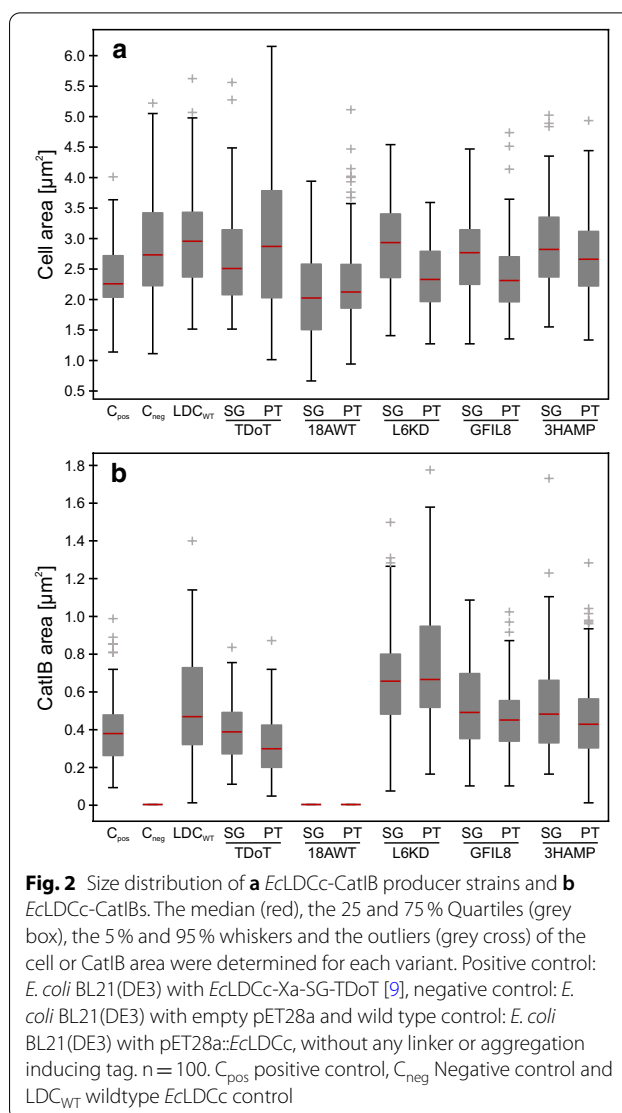 a
Cell area [µm²]
6.0
5.5
5.0
4.5
4.0
3.5
3.0
2.5
2.0
1.5
1.0
0.5
Cpos Cneg LDCWT SG PT SG PT SG PT SG PT SG PT
TDoT 18AWT L6KD GFIL8 3HAMP
b
CatIB area [µm²]
1.8
1.6
1.4
1.2
1.0
0.8
0.6
0.4
0.2
0
Cpos Cneg LDCWT SG PT SG PT SG PT SG PT SG PT
TDoT 18AWT L6KD GFIL8 3HAMP
Fig. 2 Size distribution of a EcLDCc-CatIB producer strains and b
EcLDCc-CatIBs. The median (red), the 25 and 75% Quartiles (grey
box), the 5% and 95% whiskers and the outliers (grey cross) of the
cell or CatIB area were determined for each variant. Positive control:
E. coli BL21(DE3) with EcLDCc-Xa-SG-TDoT [9], negative control: E.
coli BL21(DE3) with empty pET28a and wild type control: E. coli
BL21(DE3) with pET28a::EcLDCc, without any linker or aggregation
inducing tag. n = 100. Cpos positive control, Cneg Negative control and
LDCWT wildtype EcLDCc control